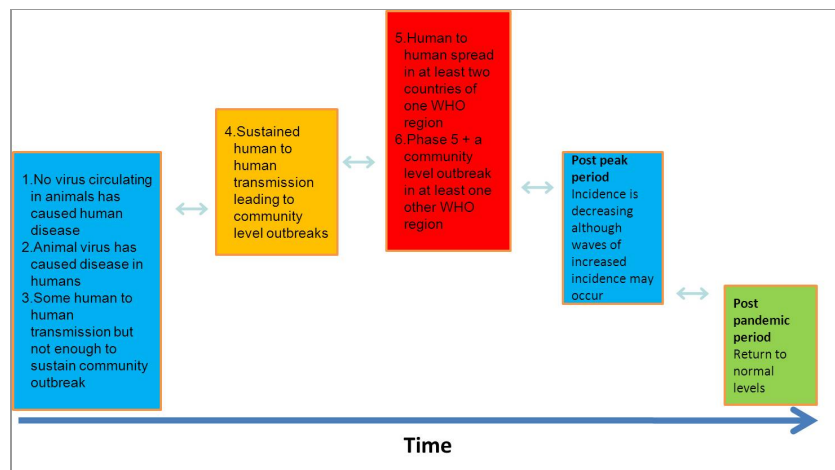 1.No virus circulating
in animals has
caused human
disease
2.Animal virus has
caused disease in
humans
3.Some human to
human
transmission but
not enough to
sustain community
outbreak
4.Sustained
human to
human
transmission
leading to
community
level outbreaks
5.Human to
human spread
in at least two
countries of
one WHO
region
6.Phase 5 + a
community
level outbreak
in at least one
other WHO
region
Post peak
period
Incidence is
decreasing
although
waves of
increased
incidence may
occur
Post
pandemic
period
Return to
normal
levels
Time